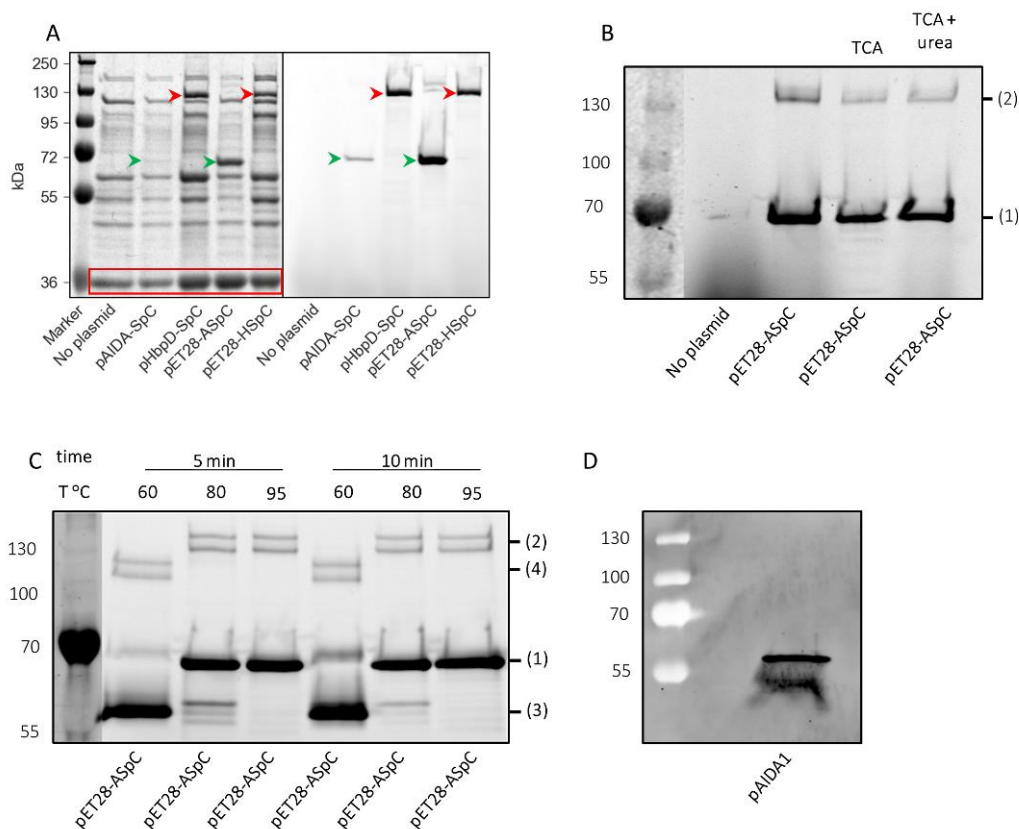 A
250
130
95
72
55
36
kDa
Marker
No plasmid
pAIDA-SpC
pHbpD-SpC
pET28-ASpC
pET28-HSpC
No plasmid
pAIDA-SpC
pHbpD-SpC
pET28-ASpC
pET28-HSpC
B
TCA
TCA +
urea
130
100
70
55
(2)
(1)
No plasmid
pET28-ASpC
pET28-ASpC
pET28-ASpC
C
time
5 min
10 min
T °C
60
80
95
60
80
95
130
100
70
55
(2)
(4)
(1)
(3)
pET28-ASpC
pET28-ASpC
pET28-ASpC
pET28-ASpC
pET28-ASpC
pET28-ASpC
D
130
100
70
55
pAIDA1